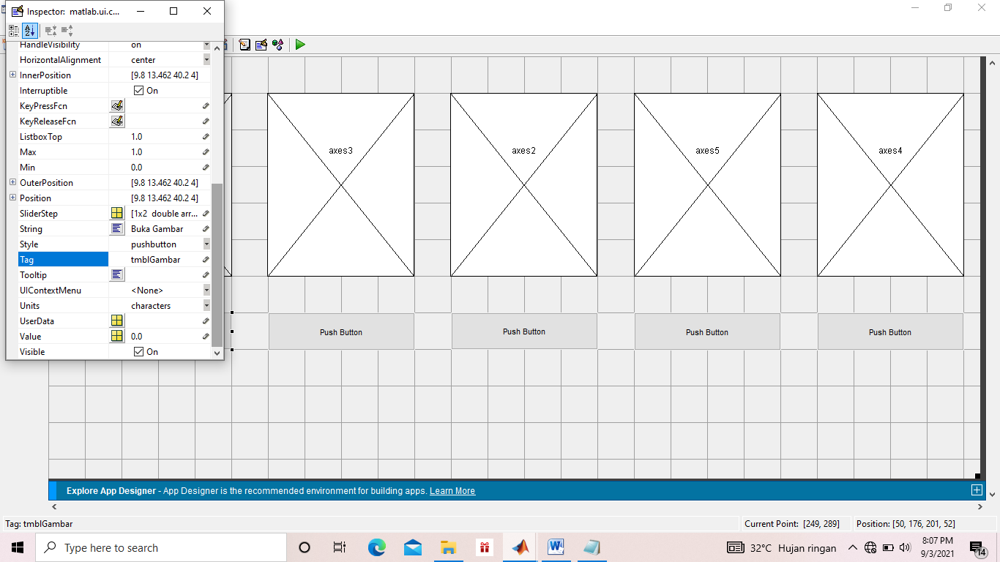 Inspector: matlab.ui.c...
HandleVisibility on
HorizontalAlignment center
InnerPosition [9.8 13.462 40.2 4]
Interruptible On
KeyPressFcn
KeyReleaseFcn
ListboxTop 1.0
Max 1.0
Min 0.0
OuterPosition [9.8 13.462 40.2 4]
Position [9.8 13.462 40.2 4]
SliderStep [1x2 double arr...
String Buka Gambar
Style pushbutton
Tag tmblGambar
Tooltip
UIContextMenu <None>
Units characters
UserData
Value 0.0
Visible On
axes3
axes2
axes5
axes4
Push Button
Push Button
Push Button
Push Button
Explore App Designer - App Designer is the recommended environment for building apps. Learn More
Tag: tmblGambar
Current Point: [249, 289]
Position: [50, 176, 201, 52]
Type here to search
32°C Hujan ringan
8:07 PM
9/3/2021
14